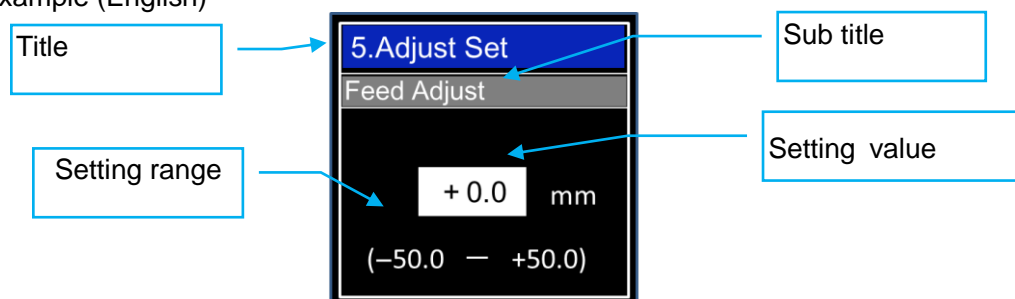 xample (English)
Title
5.Adjust Set
Sub title
Feed Adjust
Setting range
Setting value
+ 0.0 mm
(−50.0 — +50.0)